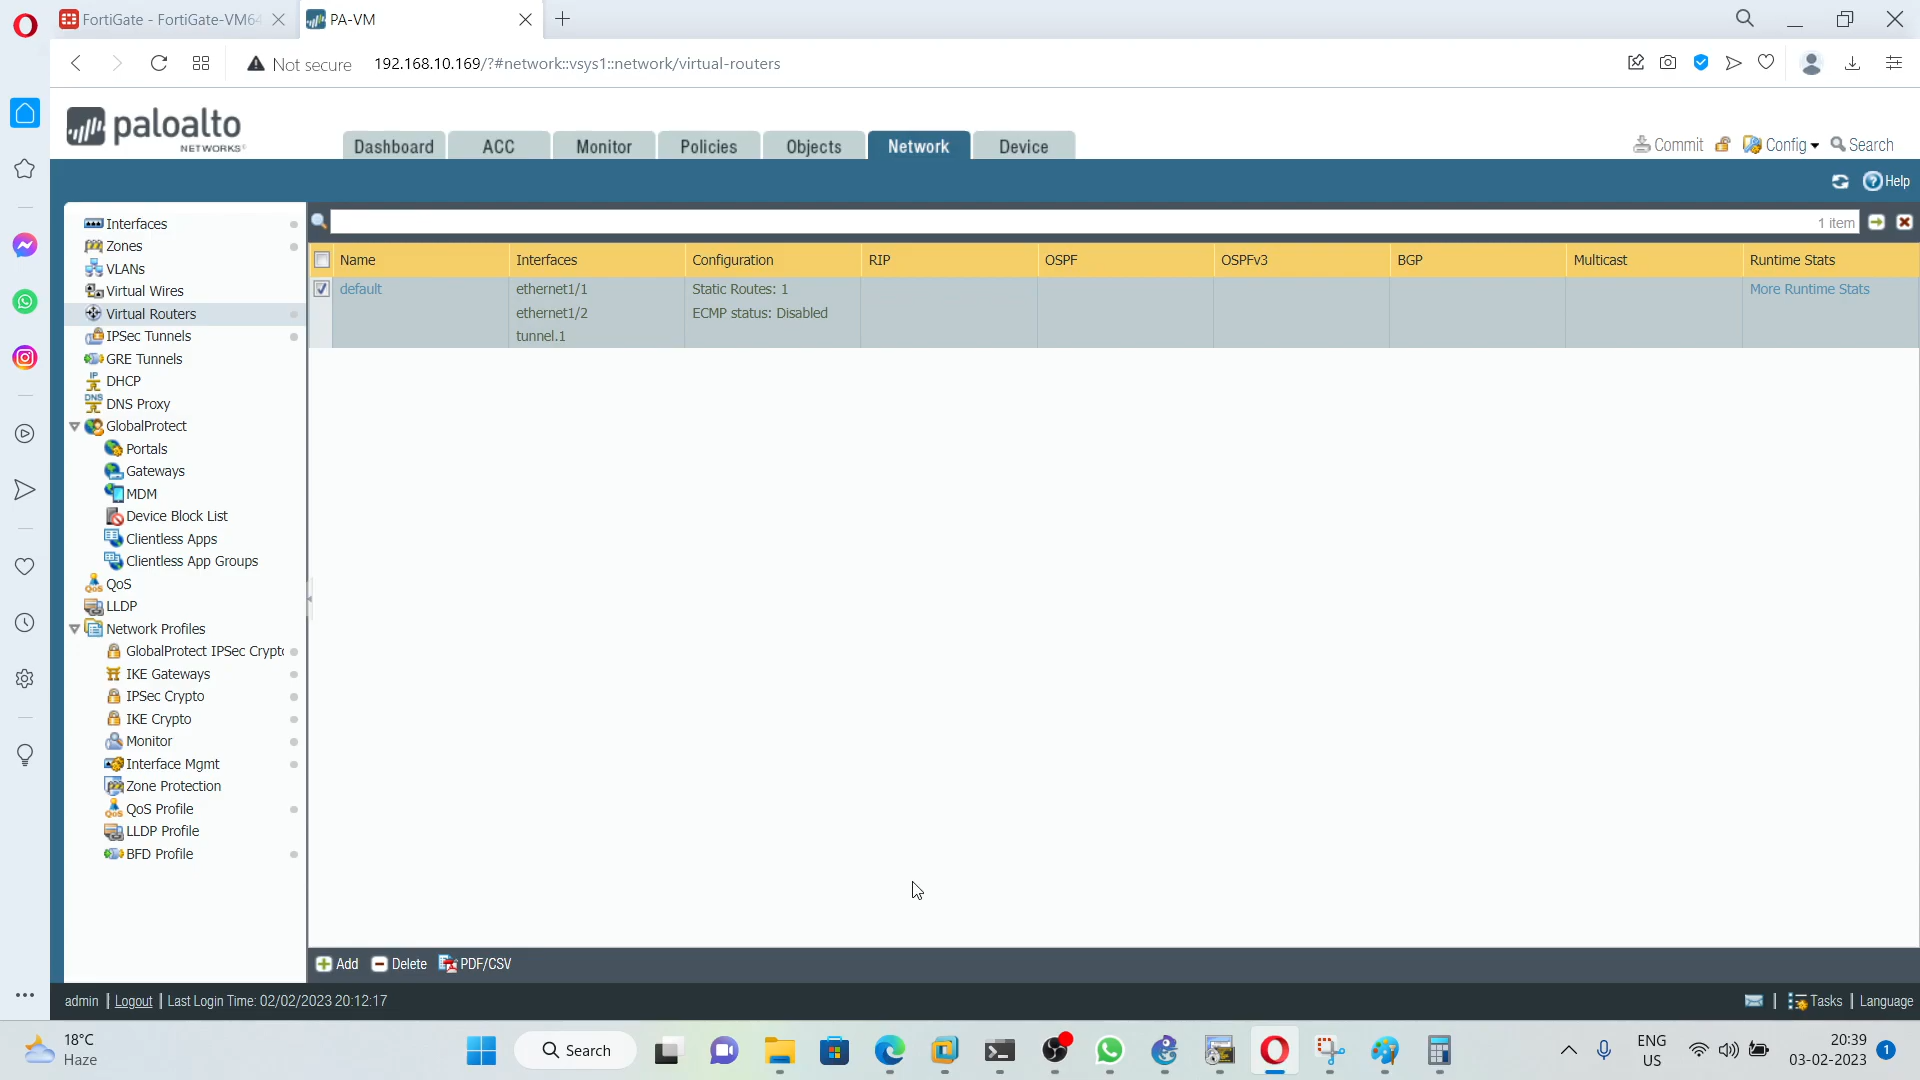 FortiGate - FortiGate-VM64
PA-VM
Not secure
192.168.10.169/?#network::vsys1::network/virtual-routers
paloalto
NETWORKS
Dashboard
ACC
Monitor
Policies
Objects
Network
Device
Commit
Config
Search
Help
1 item
Interfaces
Zones
VLANs
Virtual Wires
Virtual Routers
IPSec Tunnels
GRE Tunnels
DHCP
DNS Proxy
GlobalProtect
Portals
Gateways
MDM
Device Block List
Clientless Apps
Clientless App Groups
QoS
LLDP
Network Profiles
GlobalProtect IPSec Crypt
IKE Gateways
IPSec Crypto
IKE Crypto
Monitor
Interface Mgmt
Zone Protection
QoS Profile
LLDP Profile
BFD Profile
Name
Interfaces
Configuration
RIP
OSPF
OSPFv3
BGP
Multicast
Runtime Stats
default
ethernet1/1
ethernet1/2
tunnel.1
Static Routes: 1
ECMP status: Disabled
More Runtime Stats
Add
Delete
PDF/CSV
admin | Logout | Last Login Time: 02/02/2023 20:12:17
Tasks | Language
18°C
Haze
Search
ENG
US
20:39
03-02-2023
1